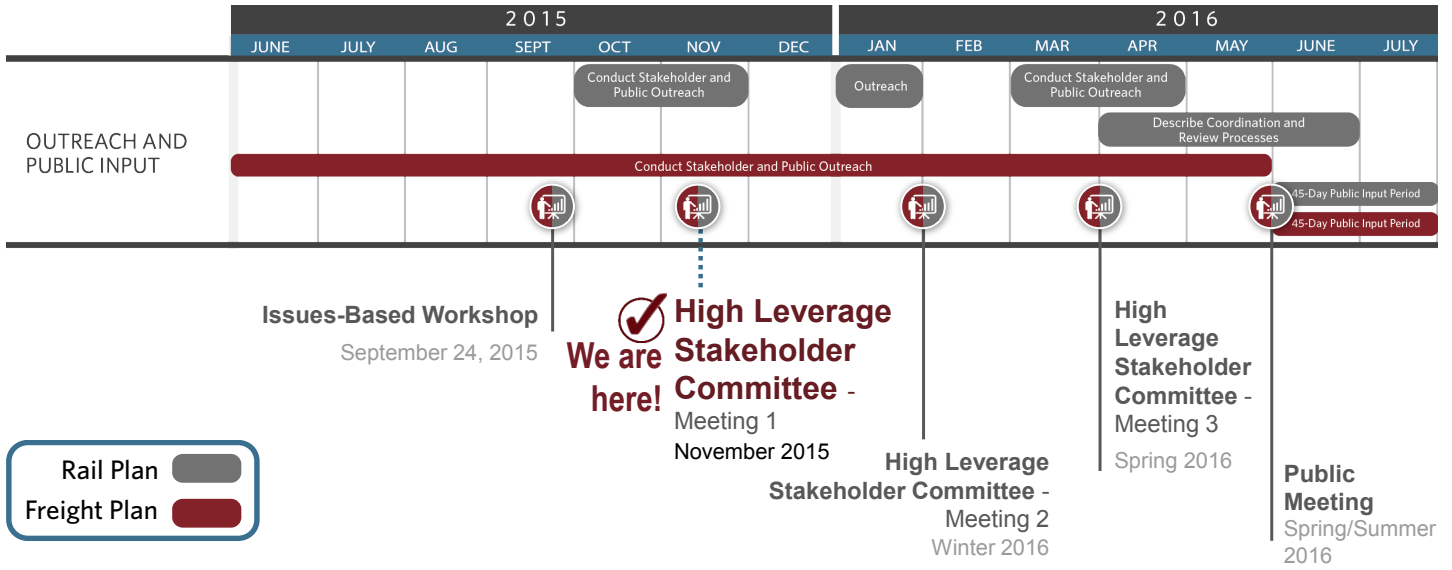 2015
2016
JUNE JULY AUG SEPT OCT NOV DEC JAN FEB MAR APR MAY JUNE JULY
OUTREACH AND
PUBLIC INPUT
Conduct Stakeholder and
Public Outreach
Outreach
Conduct Stakeholder and
Public Outreach
Describe Coordination and
Review Processes
Conduct Stakeholder and Public Outreach
45-Day Public Input Period
45-Day Public Input Period
Issues-Based Workshop
September 24, 2015
We are
here!
High Leverage
Stakeholder
Committee -
Meeting 1
November 2015
High Leverage
Stakeholder Committee -
Meeting 2
Winter 2016
High
Leverage
Stakeholder
Committee -
Meeting 3
Spring 2016
Public
Meeting
Spring/Summer
2016
Rail Plan
Freight Plan